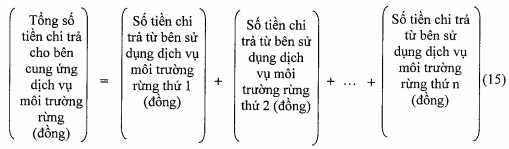 Tổng số
tiền chi trả
cho bên
cung ứng
dịch vụ
môi trường
rừng
(đồng)
=
Số tiền chi
trả từ bên sử
dụng dịch vụ
môi trường
rừng thứ 1
(đồng)
+
Số tiền chi
trả từ bên sử
dụng dịch
vụ môi
trường rừng
thứ 2 (đồng)
+ ... +
Số tiền chi
trả từ bên sử
dụng dịch
vụ môi
trường rừng
thứ n
(đồng)
(15)